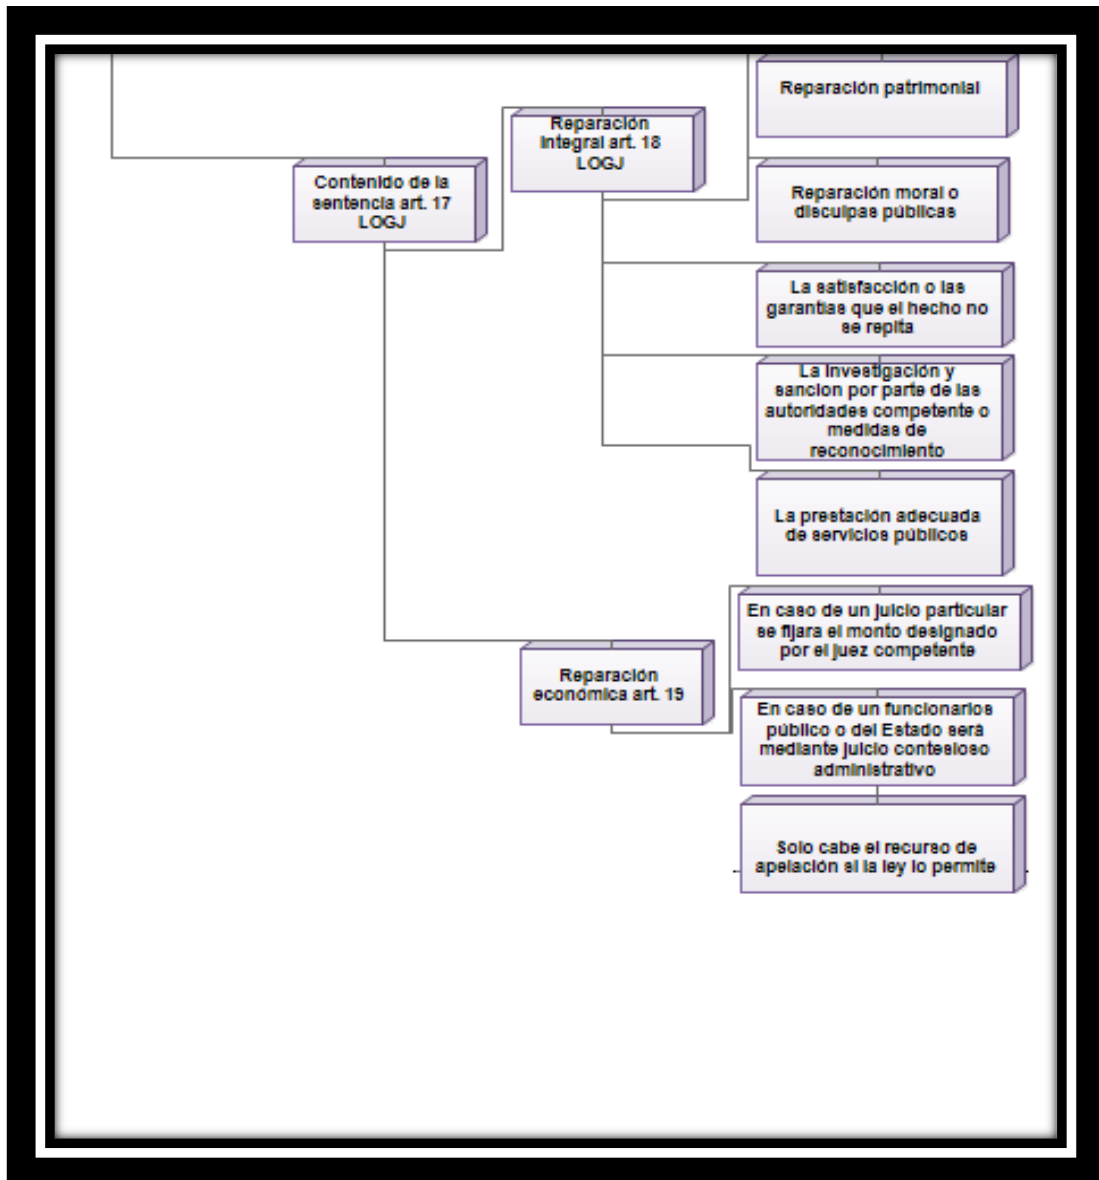 Contenido de la
sentencia art. 17
LOGJ
Reparación
Integral art. 18
LOGJ
Reparación patrimonial
Reparación moral o
disculpas públicas
La satisfacción o las
garantías que el hecho no
se repita
La Investigación y
sancion por parte de las
autoridades competente o
medidas de
reconocimiento
La prestación adecuada
de servicios públicos
Reparación
económica art. 19
En caso de un juicio particular
se fijara el monto designado
por el juez competente
En caso de un funcionarios
público o del Estado será
mediante juicio contesioso
administrativo
Solo cabe el recurso de
apelación si la ley lo permite